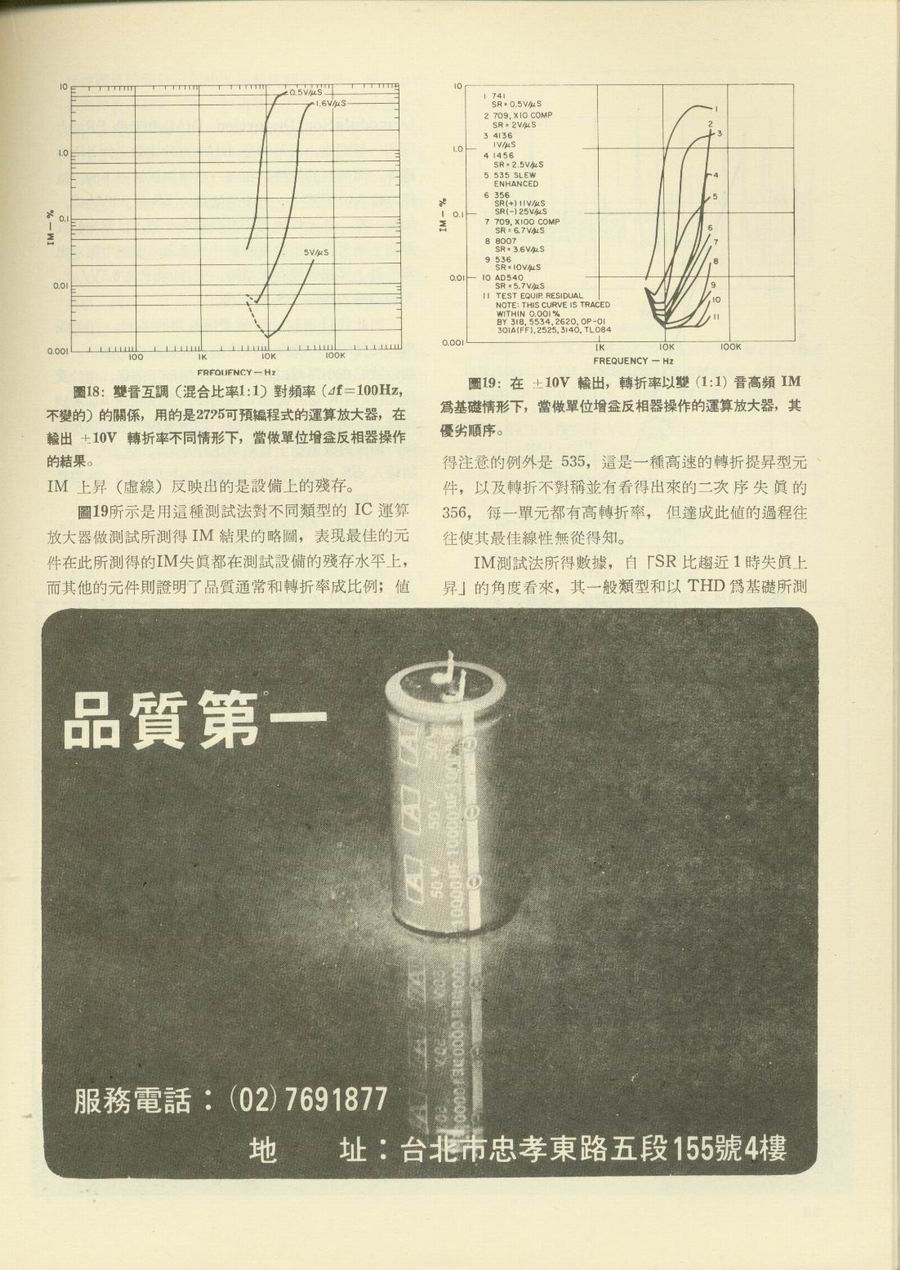 10
1.0
0.1
0.01
0.001
IM — %
0.5V/μS
1.6V/μS
5V/μS
100
1K
10K
100K
FREQUENCY — Hz
圖18：雙音互調（混合比率1:1）對頻率（Δf＝100Hz，
不變的）的關係，用的是2725可預編程式的運算放大器，在
輸出 ±10V 轉折率不同情形下，當做單位增益反相器操作
的結果。
IM 上昇（虛線）反映出的是設備上的殘存。
圖19所示是用這種測試法對不同類型的 IC 運算
放大器做測試所測得 IM 結果的略圖，表現最佳的元
件在此所測得的IM失眞都在測試設備的殘存水平上，
而其他的元件則證明了品質通常和轉折率成比例；値
10
1.0
0.1
0.01
0.001
IM — %
1 741
SR = 0.5V/μS
2 709, X10 COMP
SR = 2V/μS
3 4136
1V/μS
4 1456
SR = 2.5V/μS
5 535 SLEW
ENHANCED
6 356
SR(+) 11V/μS
SR(−) 25V/μS
7 709, X100 COMP
SR = 6.7V/μS
8 8007
SR = 3.6V/μS
9 536
SR = 10V/μS
10 AD540
SR = 5.7V/μS
11 TEST EQUIP. RESIDUAL
NOTE: THIS CURVE IS TRACED
WITHIN 0.001%
BY 318, 5534, 2620, OP-01
301A(FF), 2525, 3140, TL084
1
2
3
4
5
6
7
8
9
10
11
1K
10K
100K
FREQUENCY — Hz
圖19：在 ±10V 輸出，轉折率以雙（1:1）音高頻 IM
爲基礎情形下，當做單位增益反相器操作的運算放大器，其
優劣順序。
得注意的例外是 535，這是一種高速的轉折提昇型元
件，以及轉折不對稱並有看得出來的二次序失眞的
356，每一單元都有高轉折率，但達成此値的過程往
往使其最佳線性無從得知。
IM測試法所得數據，自「SR 比趨近1時失眞上
昇」的角度看來，其一般類型和以 THD 爲基礎所測
品質第一
A A A
50V 50V
10000μF 10000μF 100
服務電話：(02)7691877
地　址：台北市忠孝東路五段155號4樓